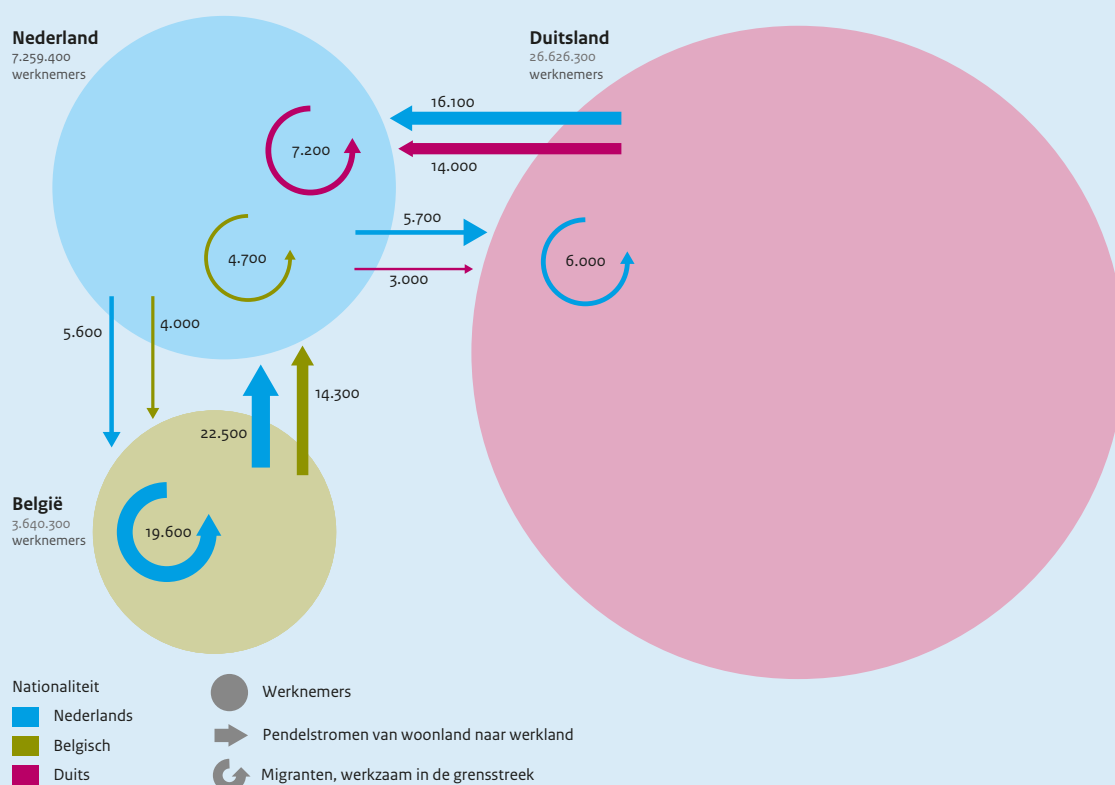 Nederland
7.259.400
werknemers
Duitsland
26.626.300
werknemers
16.100
7.200
14.000
5.700
4.700
6.000
3.000
5.600
4.000
14.300
22.500
België
3.640.300
werknemers
19.600
Nationaliteit
Nederlands
Belgisch
Duits
Werknemers
Pendelstromen van woonland naar werkland
Migranten, werkzaam in de grensstreek